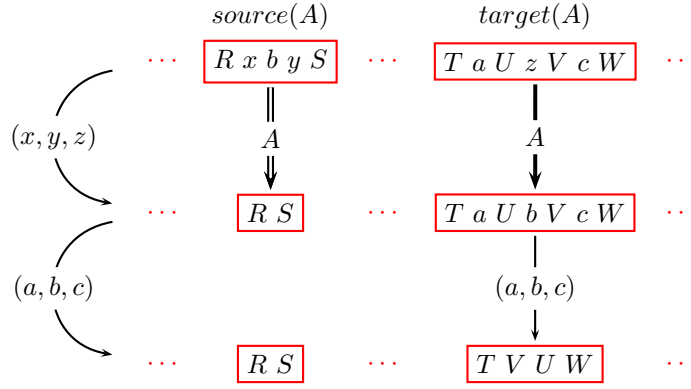 source(A) target(A)
··· R x b y S ··· T a U z V c W ···
(x, y, z) A A
··· R S ··· T a U b V c W ···
(a, b, c) (a, b, c)
··· R S ··· T V U W ···